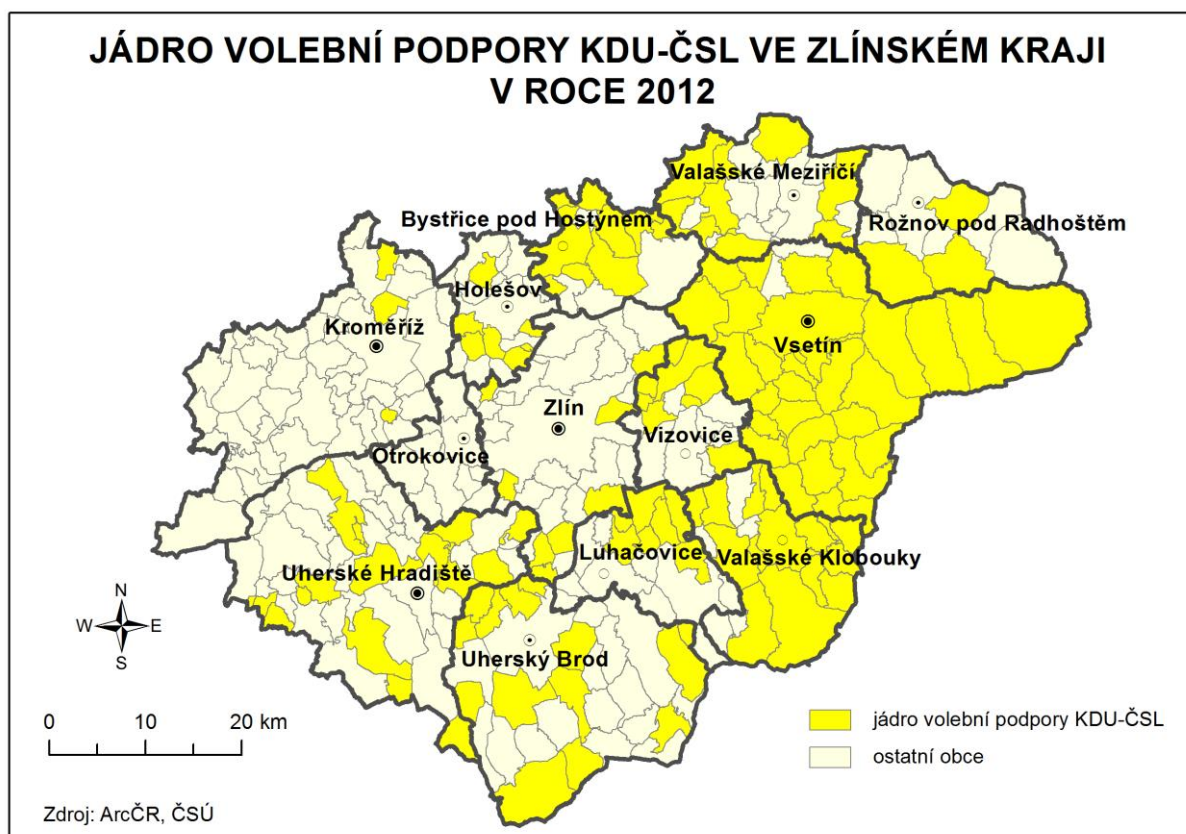 JÁDRO VOLEBNÍ PODPORY KDU-ČSL VE ZLÍNSKÉM KRAJI
V ROCE 2012
Valašské Meziříčí
Bystřice pod Hostýnem
Rožnov pod Radhoštěm
Holešov
Kroměříž
Vsetín
Zlín
Vizovice
Otrokovice
Luhačovice
Valašské Klobouky
Uherské Hradiště
Uherský Brod
N
W E
S
0 10 20 km
jádro volební podpory KDU-ČSL
ostatní obce
Zdroj: ArcČR, ČSÚ